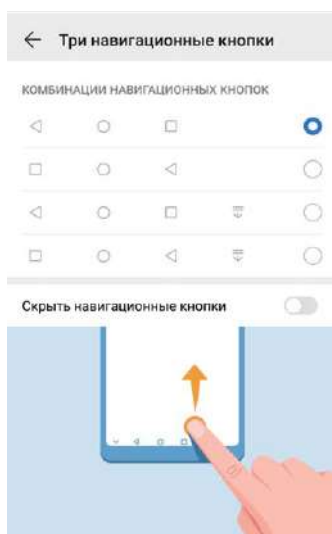 Три навигационные кнопки
КОМБИНАЦИИ НАВИГАЦИОННЫХ КНОПОК
Скрыть навигационные кнопки